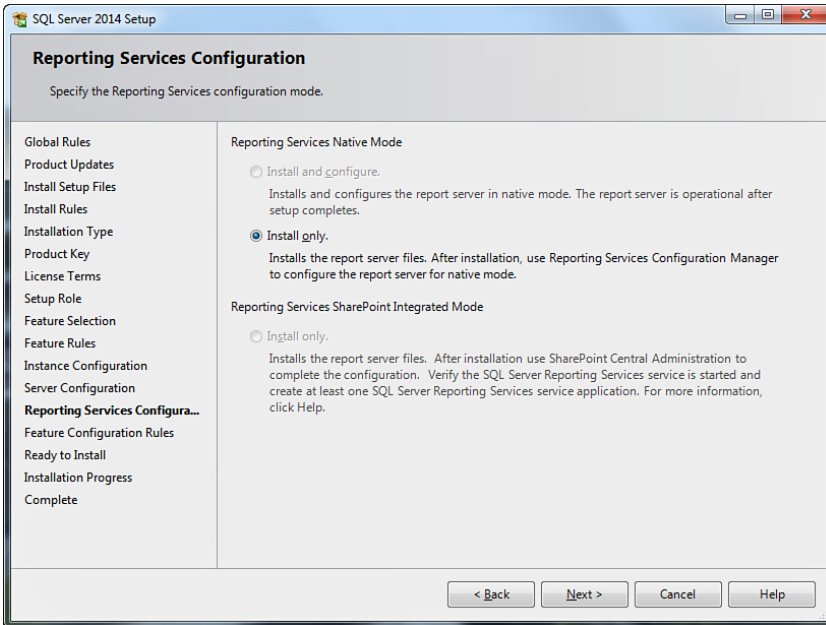 SQL Server 2014 Setup
Reporting Services Configuration
Specify the Reporting Services configuration mode.
Global Rules
Product Updates
Install Setup Files
Install Rules
Installation Type
Product Key
License Terms
Setup Role
Feature Selection
Feature Rules
Instance Configuration
Server Configuration
Reporting Services Configura...
Feature Configuration Rules
Ready to Install
Installation Progress
Complete
Reporting Services Native Mode
Install and configure.
Installs and configures the report server in native mode. The report server is operational after
setup completes.
Install only.
Installs the report server files. After installation, use Reporting Services Configuration Manager
to configure the report server for native mode.
Reporting Services SharePoint Integrated Mode
Install only.
Installs the report server files. After installation use SharePoint Central Administration to
complete the configuration. Verify the SQL Server Reporting Services service is started and
create at least one SQL Server Reporting Services service application. For more information,
click Help.
< Back
Next >
Cancel
Help